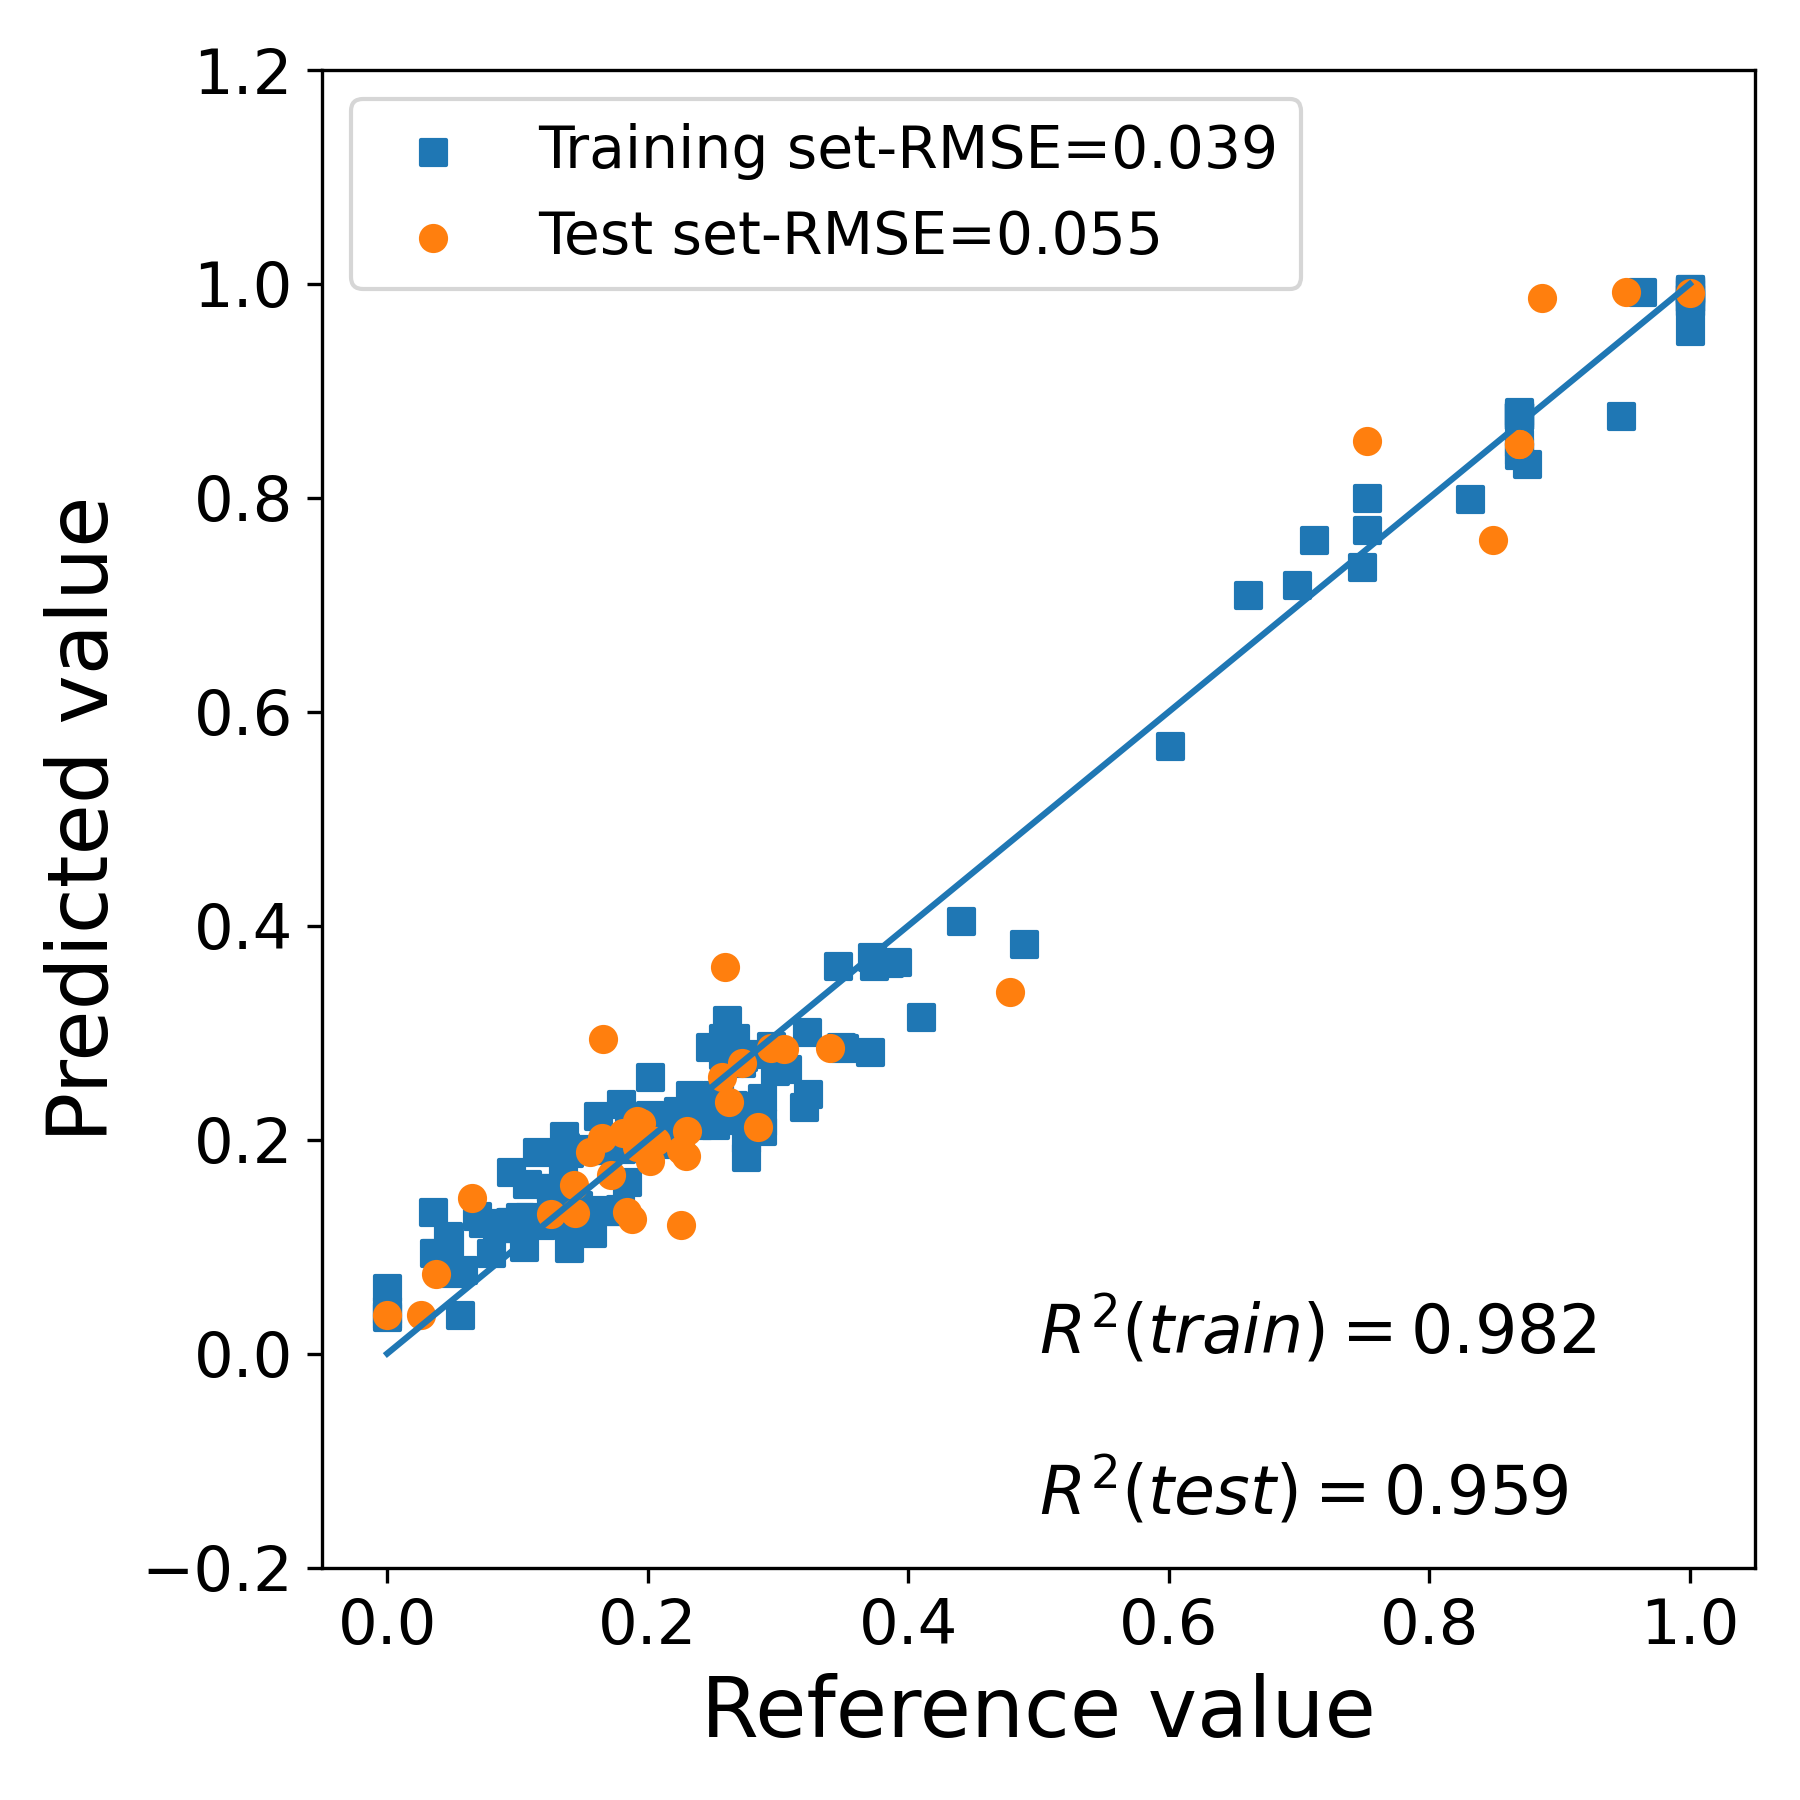 1.2
1.0
0.8
0.6
0.4
0.2
0.0
−0.2
Predicted value
Training set-RMSE=0.039
Test set-RMSE=0.055
R²(train) = 0.982
R²(test) = 0.959
0.0 0.2 0.4 0.6 0.8 1.0
Reference value